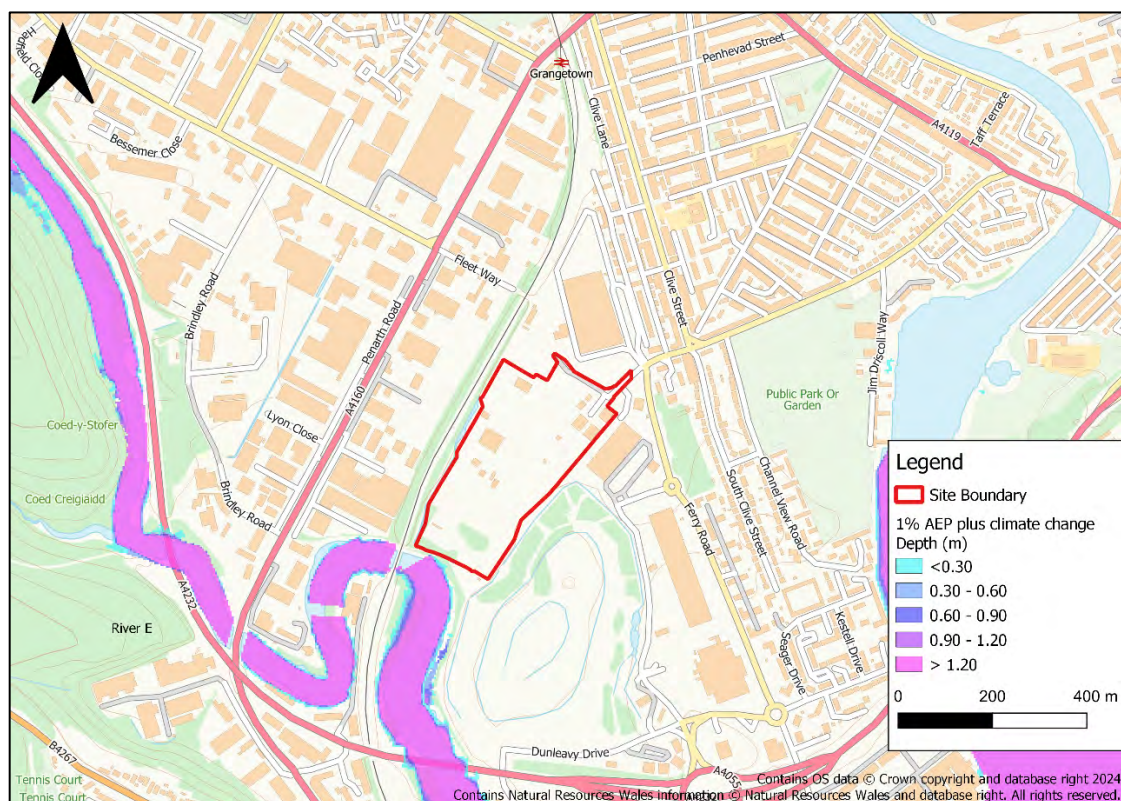 Hadfield Close
Bessemer Close
Penhevad Street
Grangetown
Clive Lane
A4119
Taff Terrace
Brindley Road
Penarth Road
Fleet Way
Clive Street
A4160
Jim Driscoll Way
Public Park Or
Garden
Coed-y-Stofer
Lyon Close
Coed Creigiaidd
Brindley Road
Channel View Road
South Clive Street
Ferry Road
A4232
River E
Kestell Drive
Seager Drive
Dunleavy Drive
B4267
A4055
Tennis Court
Tennis Court
Legend
Site Boundary
1% AEP plus climate change
Depth (m)
<0.30
0.30 - 0.60
0.60 - 0.90
0.90 - 1.20
> 1.20
0 200 400 m
Contains OS data © Crown copyright and database right 2024
Contains Natural Resources Wales information © Natural Resources Wales and database right. All rights reserved.